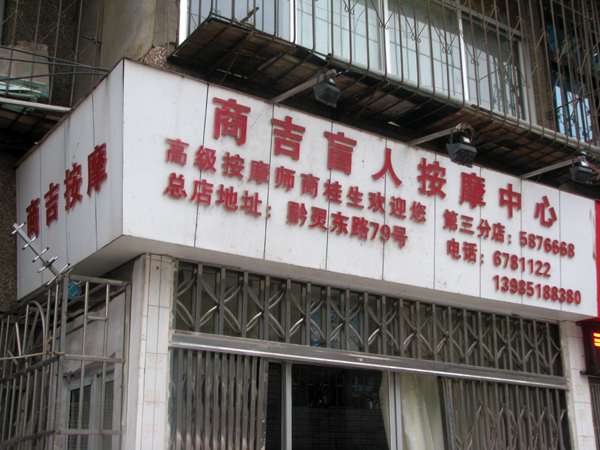 商吉按摩
商吉盲人按摩中心
高级按摩师商桂生欢迎您 第三分店：5876668
总店地址：黔灵东路79号 电话：6781122
13985188380